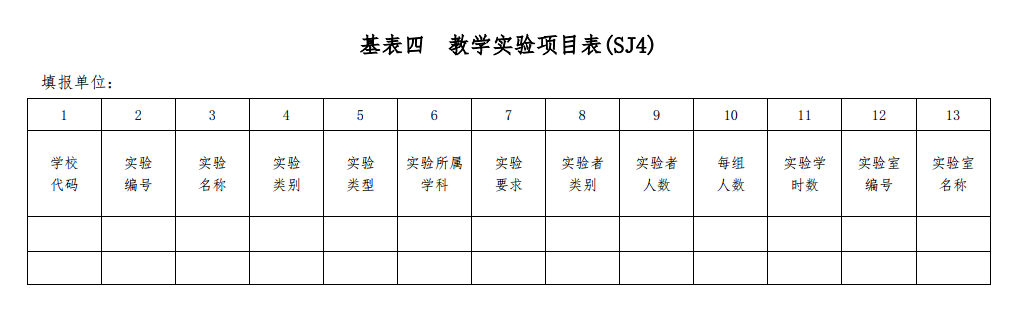 基表四 教学实验项目表(SJ4)
填报单位：
1 2 3 4 5 6 7 8 9 10 11 12 13
学校 实验 实验 实验 实验 实验所属 实验 实验者 实验者 每组 实验学 实验室 实验室
代码 编号 名称 类别 类型 学科 要求 类别 人数 人数 时数 编号 名称